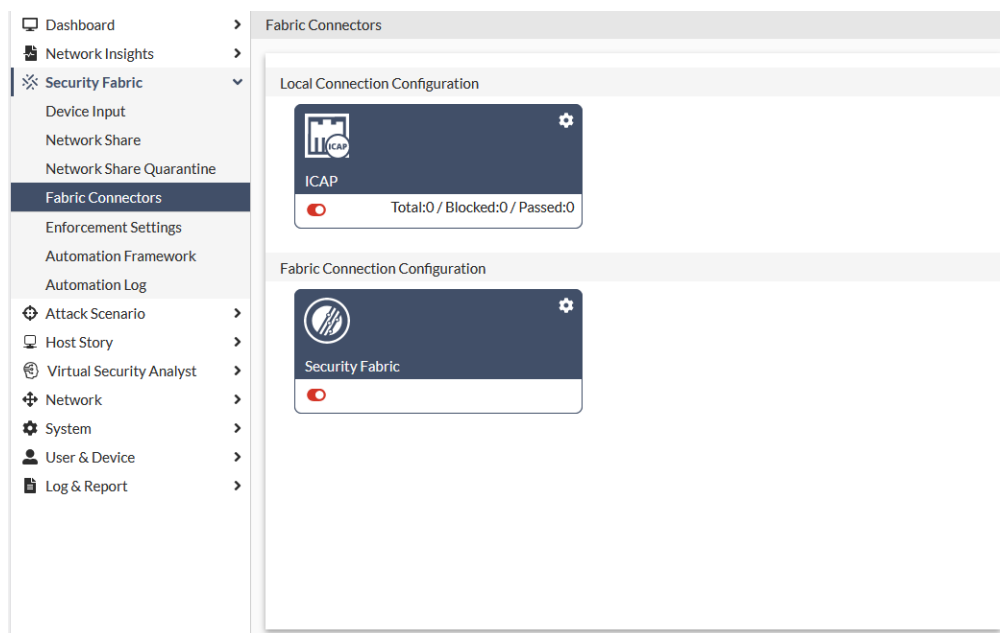 Dashboard
Network Insights
Security Fabric
Device Input
Network Share
Network Share Quarantine
Fabric Connectors
Enforcement Settings
Automation Framework
Automation Log
Attack Scenario
Host Story
Virtual Security Analyst
Network
System
User & Device
Log & Report
Fabric Connectors
Local Connection Configuration
ICAP
ICAP
Total:0 / Blocked:0 / Passed:0
Fabric Connection Configuration
Security Fabric